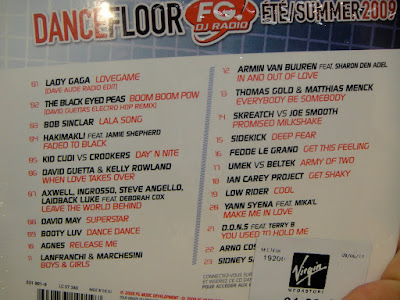 DANCEFLOOR FG. DJ RADIO ÉTÉ/SUMMER 2009
01. LADY GAGA LOVEGAME
(DAVE AUDE RADIO EDIT)
02. THE BLACK EYED PEAS BOOM BOOM POW
(DAVID GUETTA'S ELECTRO HOP REMIX)
03 BOB SINCLAR LALA SONG
04 HAKIMAKLI FEAT. JAMIE SHEPHERD
FADED TO BLACK
05 KID CUDI VS CROOKERS DAY 'N' NITE
06 DAVID GUETTA & KELLY ROWLAND
WHEN LOVE TAKES OVER
07. AXWELL, INGROSSO, STEVE ANGELLO,
LAIDBACK LUKE FEAT. DEBORAH COX
LEAVE THE WORLD BEHIND
08 DAVID MAY SUPERSTAR
09 BOOTY LUV DANCE DANCE
10 AGNES RELEASE ME
11 LANFRANCHI & MARCHESINI
BOYS & GIRLS
12 ARMIN VAN BUUREN FEAT. SHARON DEN ADEL
IN AND OUT OF LOVE
13 THOMAS GOLD & MATTHIAS MENCK
EVERYBODY BE SOMEBODY
14 SKREATCH VS JOE SMOOTH
PROMISED MILKSHAKE
15 SIDEKICK DEEP FEAR
16 FEDDE LE GRAND GET THIS FEELING
17 UMEK VS BELTEK ARMY OF TWO
18 IAN CAREY PROJECT GET SHAKY
19 LOW RIDER COOL
20 YANN SYENA FEAT. MIKA'L
MAKE ME IN LOVE
21 D.O.N.S FEAT. TERRY B
YOU USED TO HOLD ME
22 ARNO COS
23 SIDNEY S
Virgin
MEGASTORE